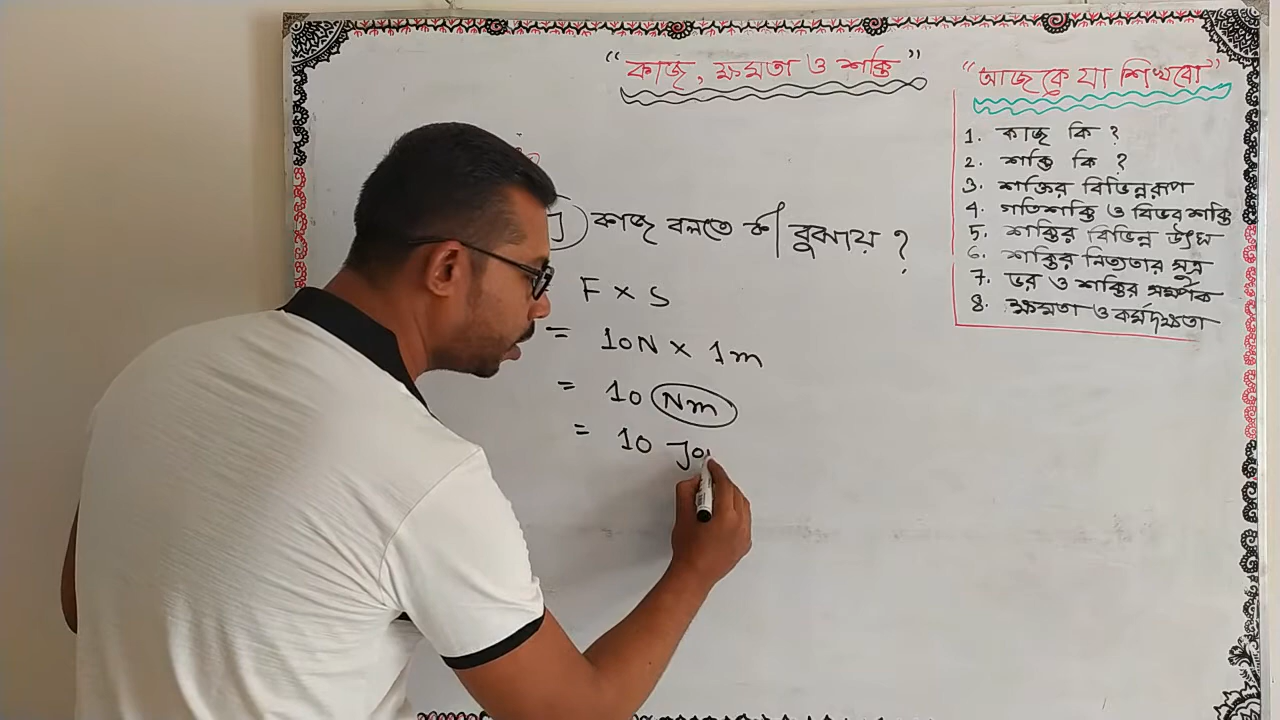 “কাজ, ক্ষমতা ও শক্তি”
J) কাজ বলতে কী বুঝায় ?
F × S
= 10N × 1m
= 10 Nm
= 10 Jo
“আজকে যা শিখবো”
1. কাজ কি ?
2. শক্তি কি ?
3. শক্তির বিভিন্নরূপ
4. গতিশক্তি ও বিভব শক্তি
5. শক্তির বিভিন্ন উৎস
6. শক্তির নিত্যতার সূত্র
7. ভর ও শক্তির সম্পর্ক
8. ক্ষমতা ও কর্মদক্ষতা